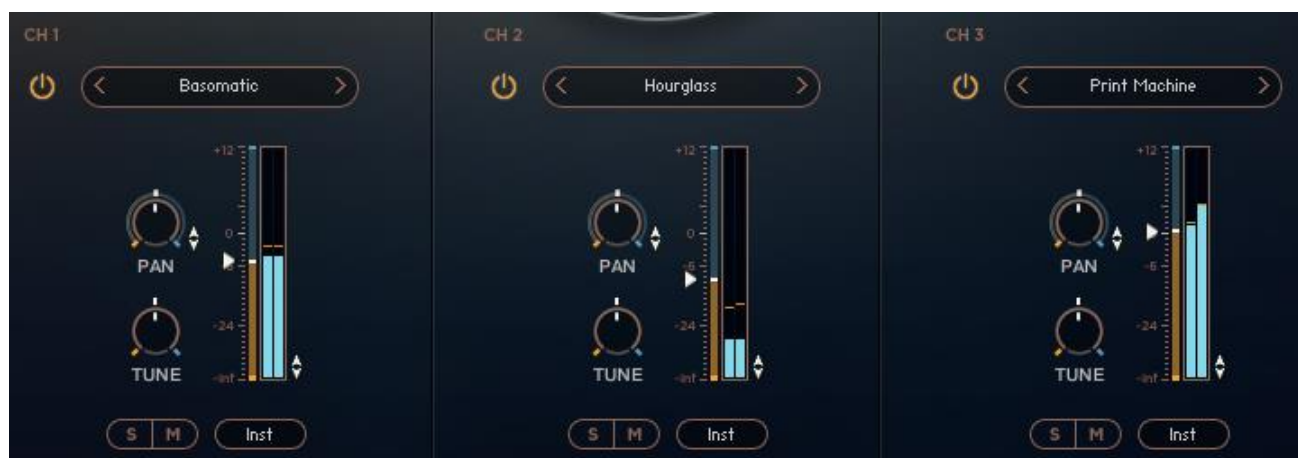 CH 1
< Basomatic >
+12
0
-6
-24
-Inf
PAN
TUNE
S M Inst
CH 2
< Hourglass >
+12
0
-6
-24
-Inf
PAN
TUNE
S M Inst
CH 3
< Print Machine >
+12
0
-6
-24
-Inf
PAN
TUNE
S M Inst